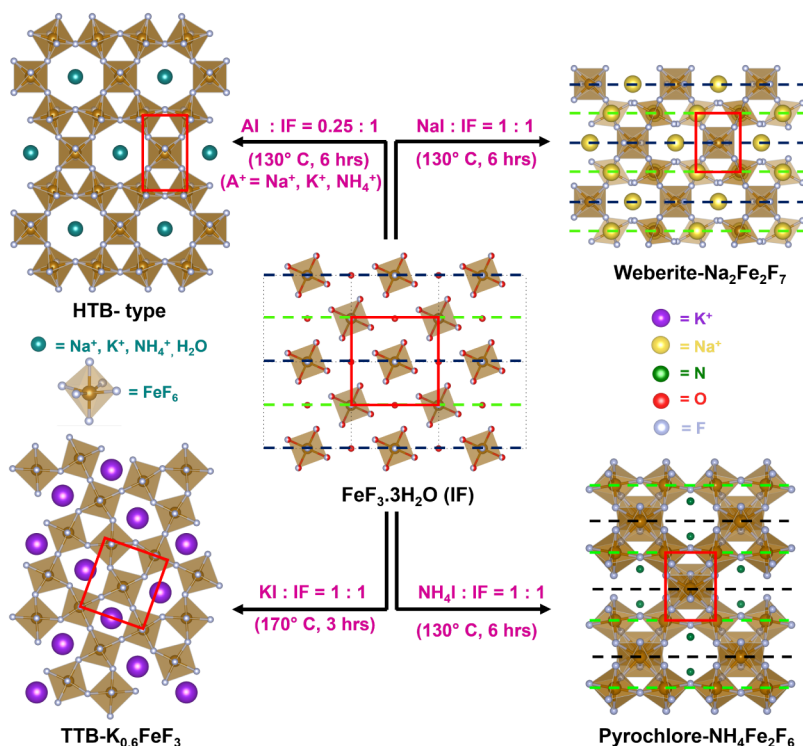 AI : IF = 0.25 : 1
(130° C, 6 hrs)
(A⁺ = Na⁺, K⁺, NH₄⁺)
NaI : IF = 1 : 1
(130° C, 6 hrs)
HTB- type
Weberite-Na₂Fe₂F₇
= Na⁺, K⁺, NH₄⁺, H₂O
= FeF₆
= K⁺
= Na⁺
= N
= O
= F
FeF₃.3H₂O (IF)
KI : IF = 1 : 1
(170° C, 3 hrs)
NH₄I : IF = 1 : 1
(130° C, 6 hrs)
TTB-K₀.₆FeF₃
Pyrochlore-NH₄Fe₂F₆